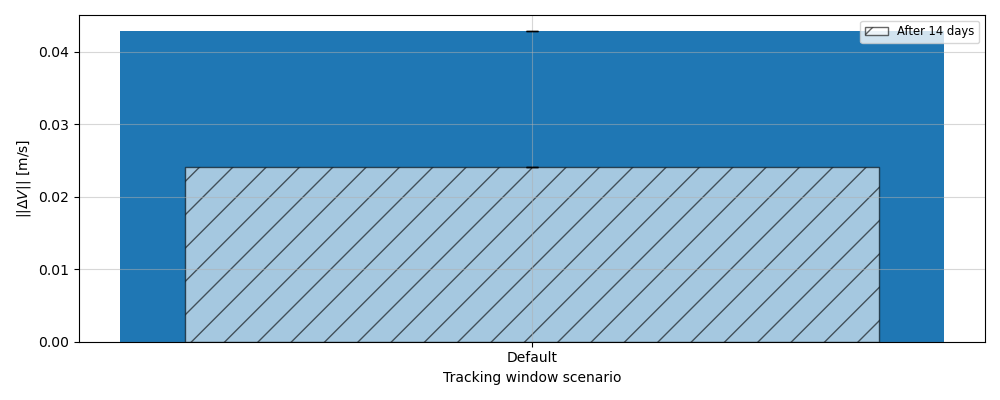 After 14 days
0.04
0.03
0.02
0.01
0.00
||ΔV|| [m/s]
Default
Tracking window scenario